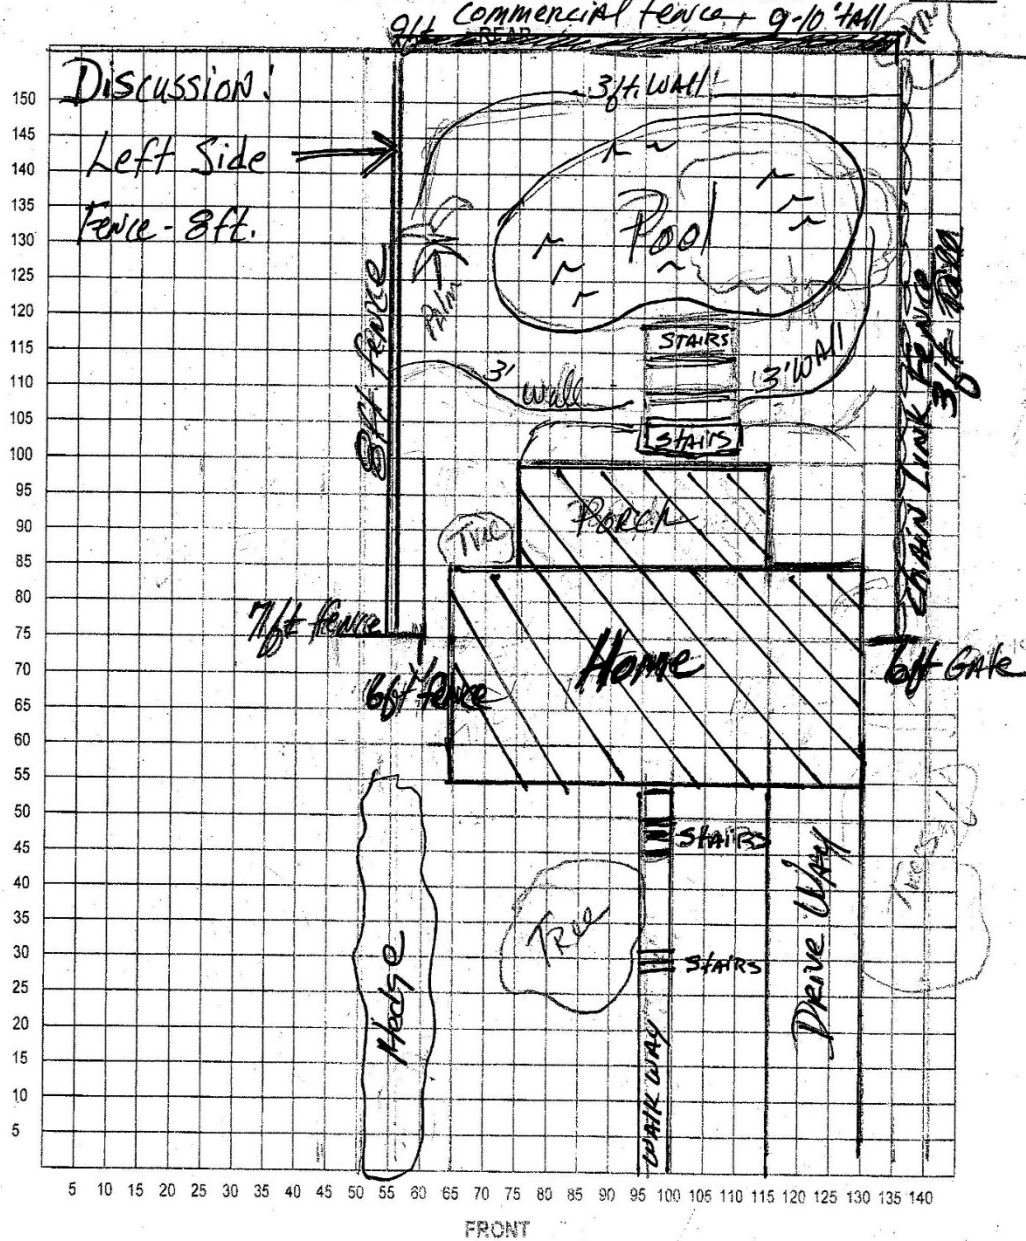 9ft Commercial fence + 9-10' tall
REAR
Tree
Discussion!
Left Side
Fence - 8ft.
3/ft. WAll
Pool
Palm
8ft fence
STAIRS
3' Wall
3' WAll
STAIRS
CHAIN LINK FENCE
3ft Tall
PORCH
Tree
7ft fence
6ft fence
Home
6ft GAte
STAIRS
Tree
STAIRS
Hedge
WALK WAY
DRive WAy
Trees
150
145
140
135
130
125
120
115
110
105
100
95
90
85
80
75
70
65
60
55
50
45
40
35
30
25
20
15
10
5
5 10 15 20 25 30 35 40 45 50 55 60 65 70 75 80 85 90 95 100 105 110 115 120 125 130 135 140
FRONT